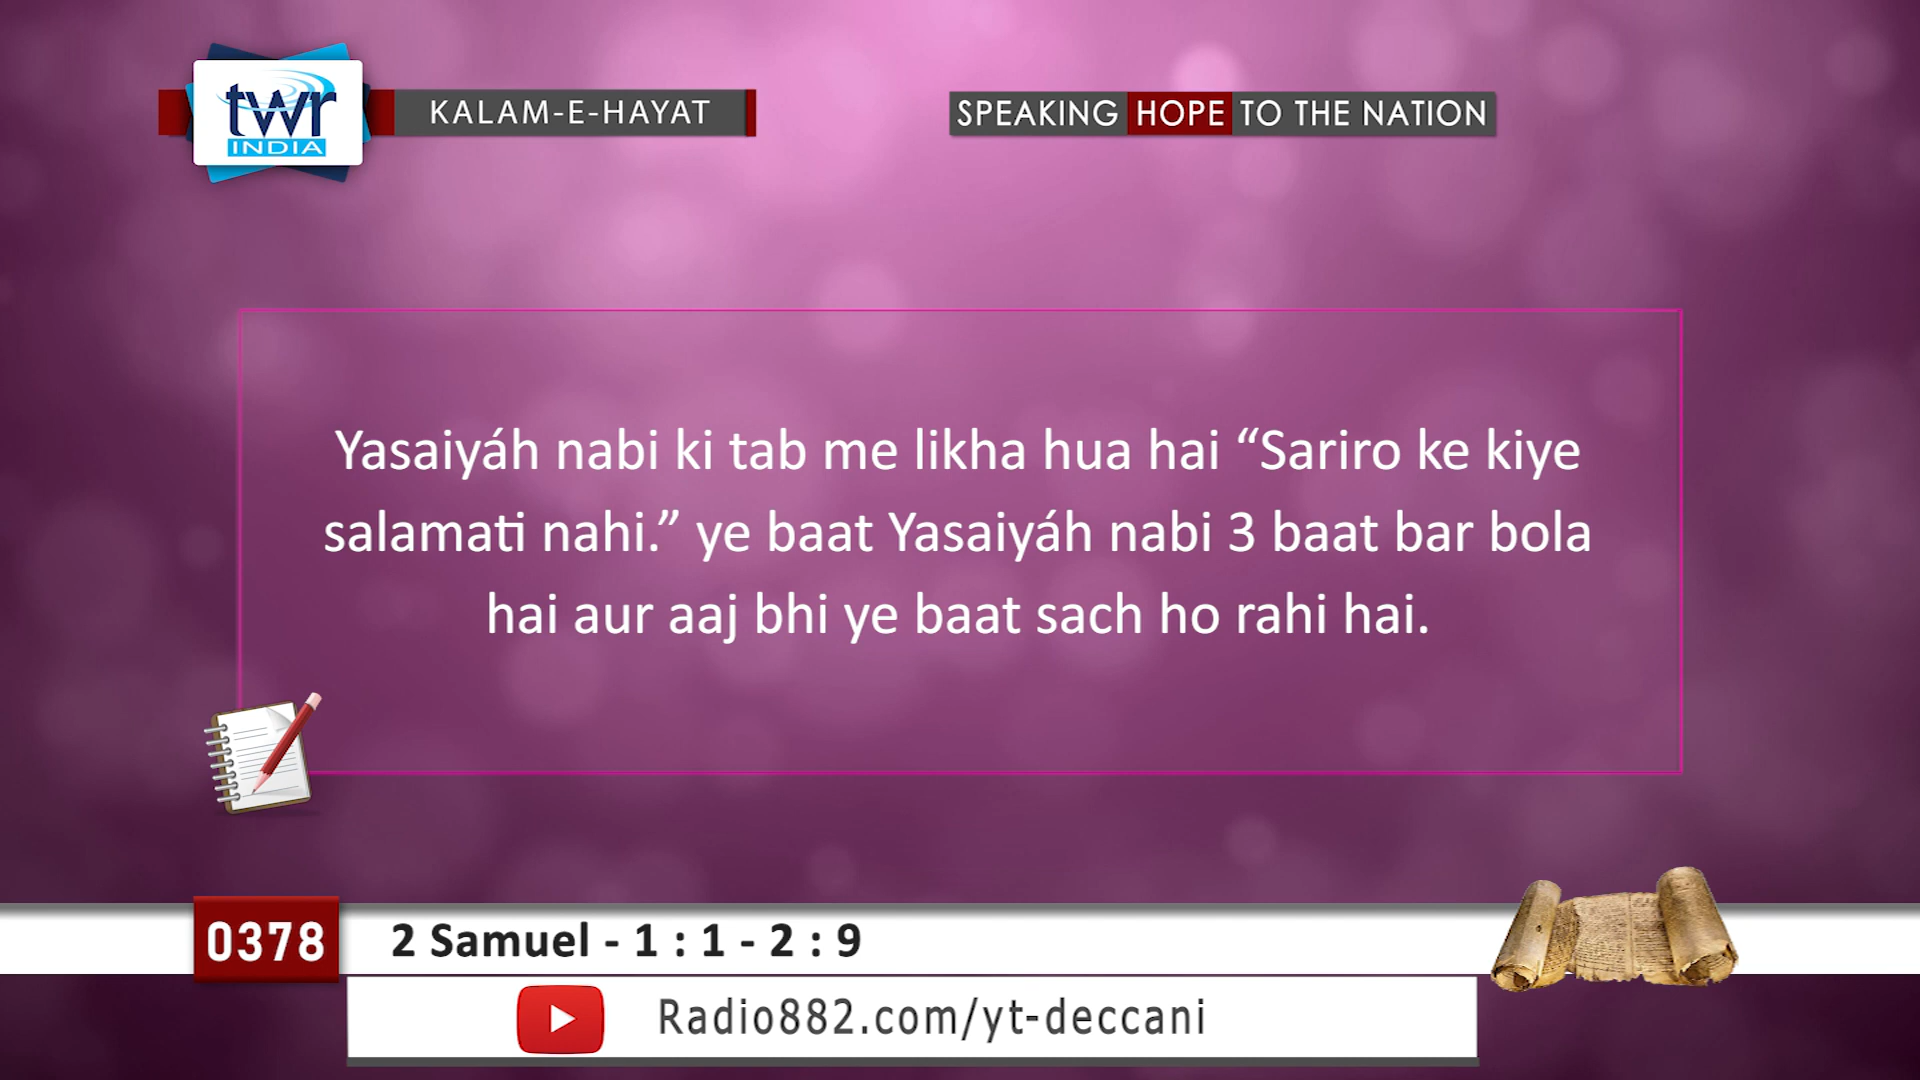 twr
INDIA
KALAM-E-HAYAT
SPEAKING HOPE TO THE NATION
Yasaiyáh nabi ki tab me likha hua hai “Sariro ke kiye
salamati nahi.” ye baat Yasaiyáh nabi 3 baat bar bola
hai aur aaj bhi ye baat sach ho rahi hai.
0378
2 Samuel - 1 : 1 - 2 : 9
Radio882.com/yt-deccani